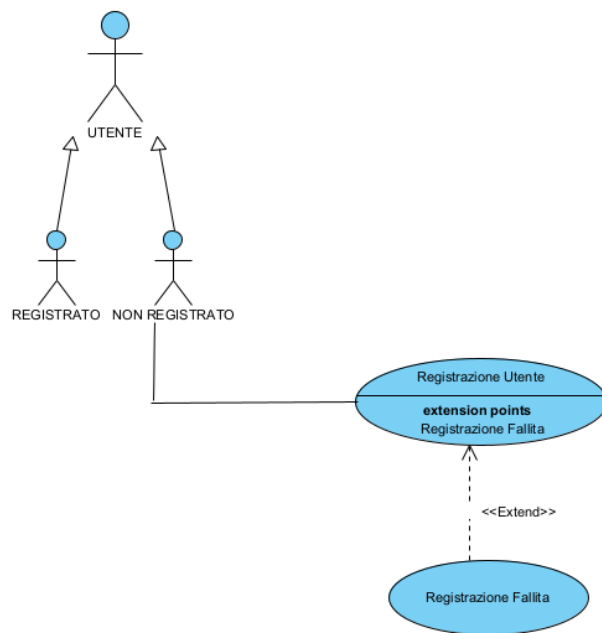 UTENTE
REGISTRATO
NON REGISTRATO
Registrazione Utente
extension points
Registrazione Fallita
<<Extend>>
Registrazione Fallita